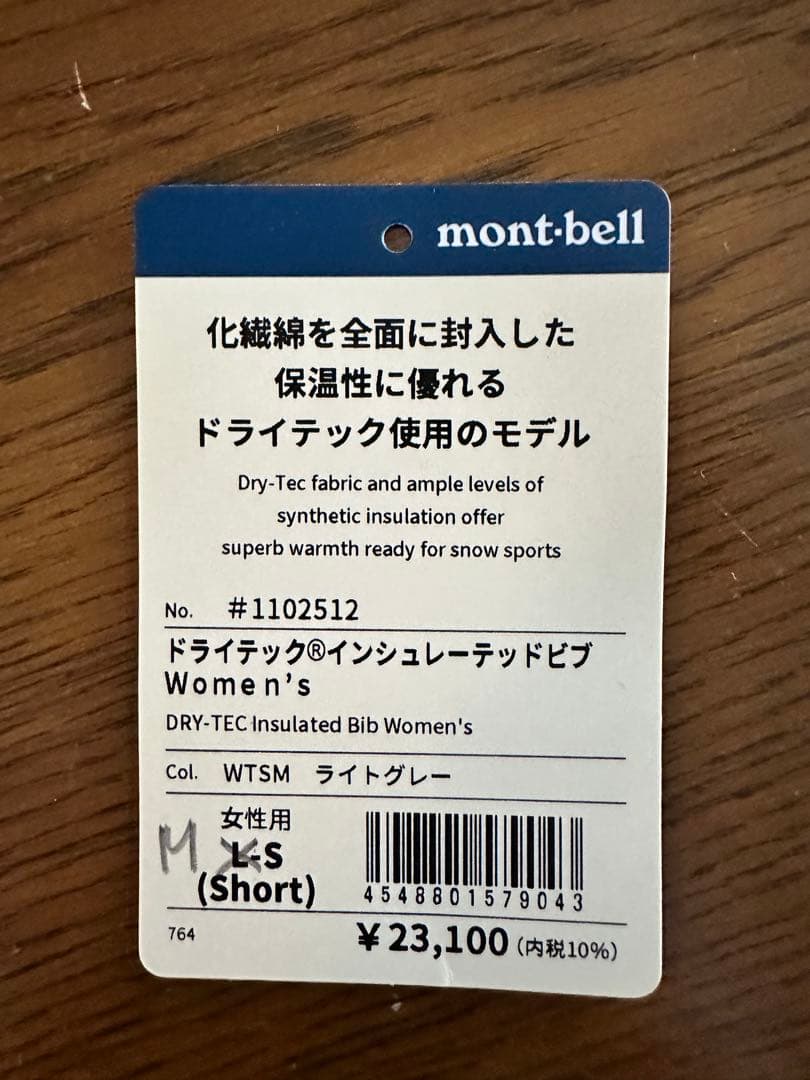 mont·bell
化繊綿を全面に封入した
保温性に優れる
ドライテック使用のモデル
Dry-Tec fabric and ample levels of
synthetic insulation offer
superb warmth ready for snow sports
No. #1102512
ドライテック®インシュレーテッドビブ
Women's
DRY-TEC Insulated Bib Women's
Col. WTSM ライトグレー
女性用
M L-S
(Short)
4548801579043
764
¥23,100(内税10%)